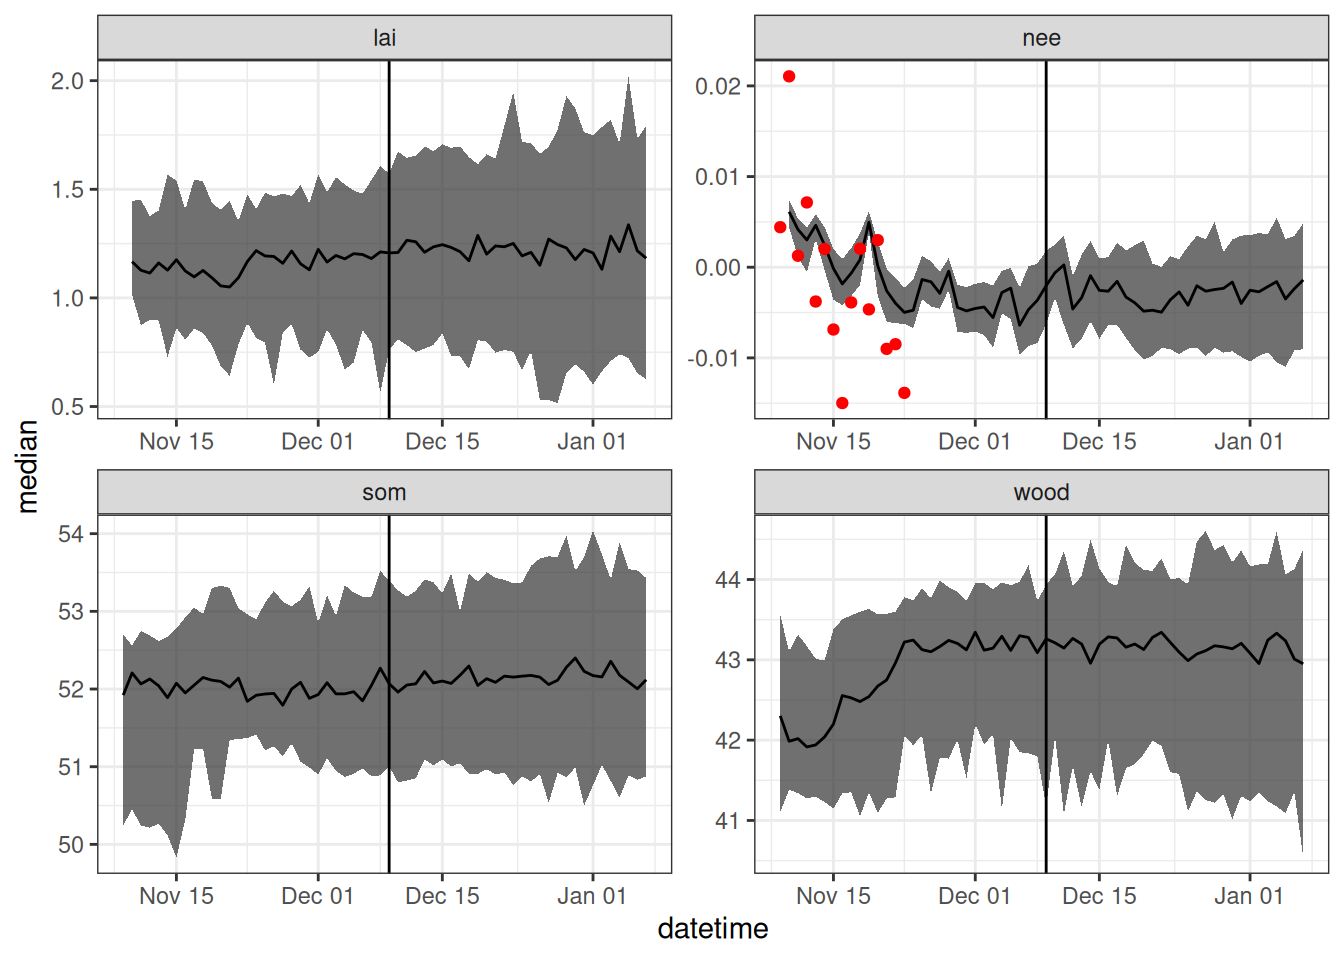 lai
nee
2.0
1.5
1.0
0.5
0.02
0.01
0.00
-0.01
Nov 15 Dec 01 Dec 15 Jan 01
Nov 15 Dec 01 Dec 15 Jan 01
median
som
wood
54
53
52
51
50
44
43
42
41
Nov 15 Dec 01 Dec 15 Jan 01
Nov 15 Dec 01 Dec 15 Jan 01
datetime